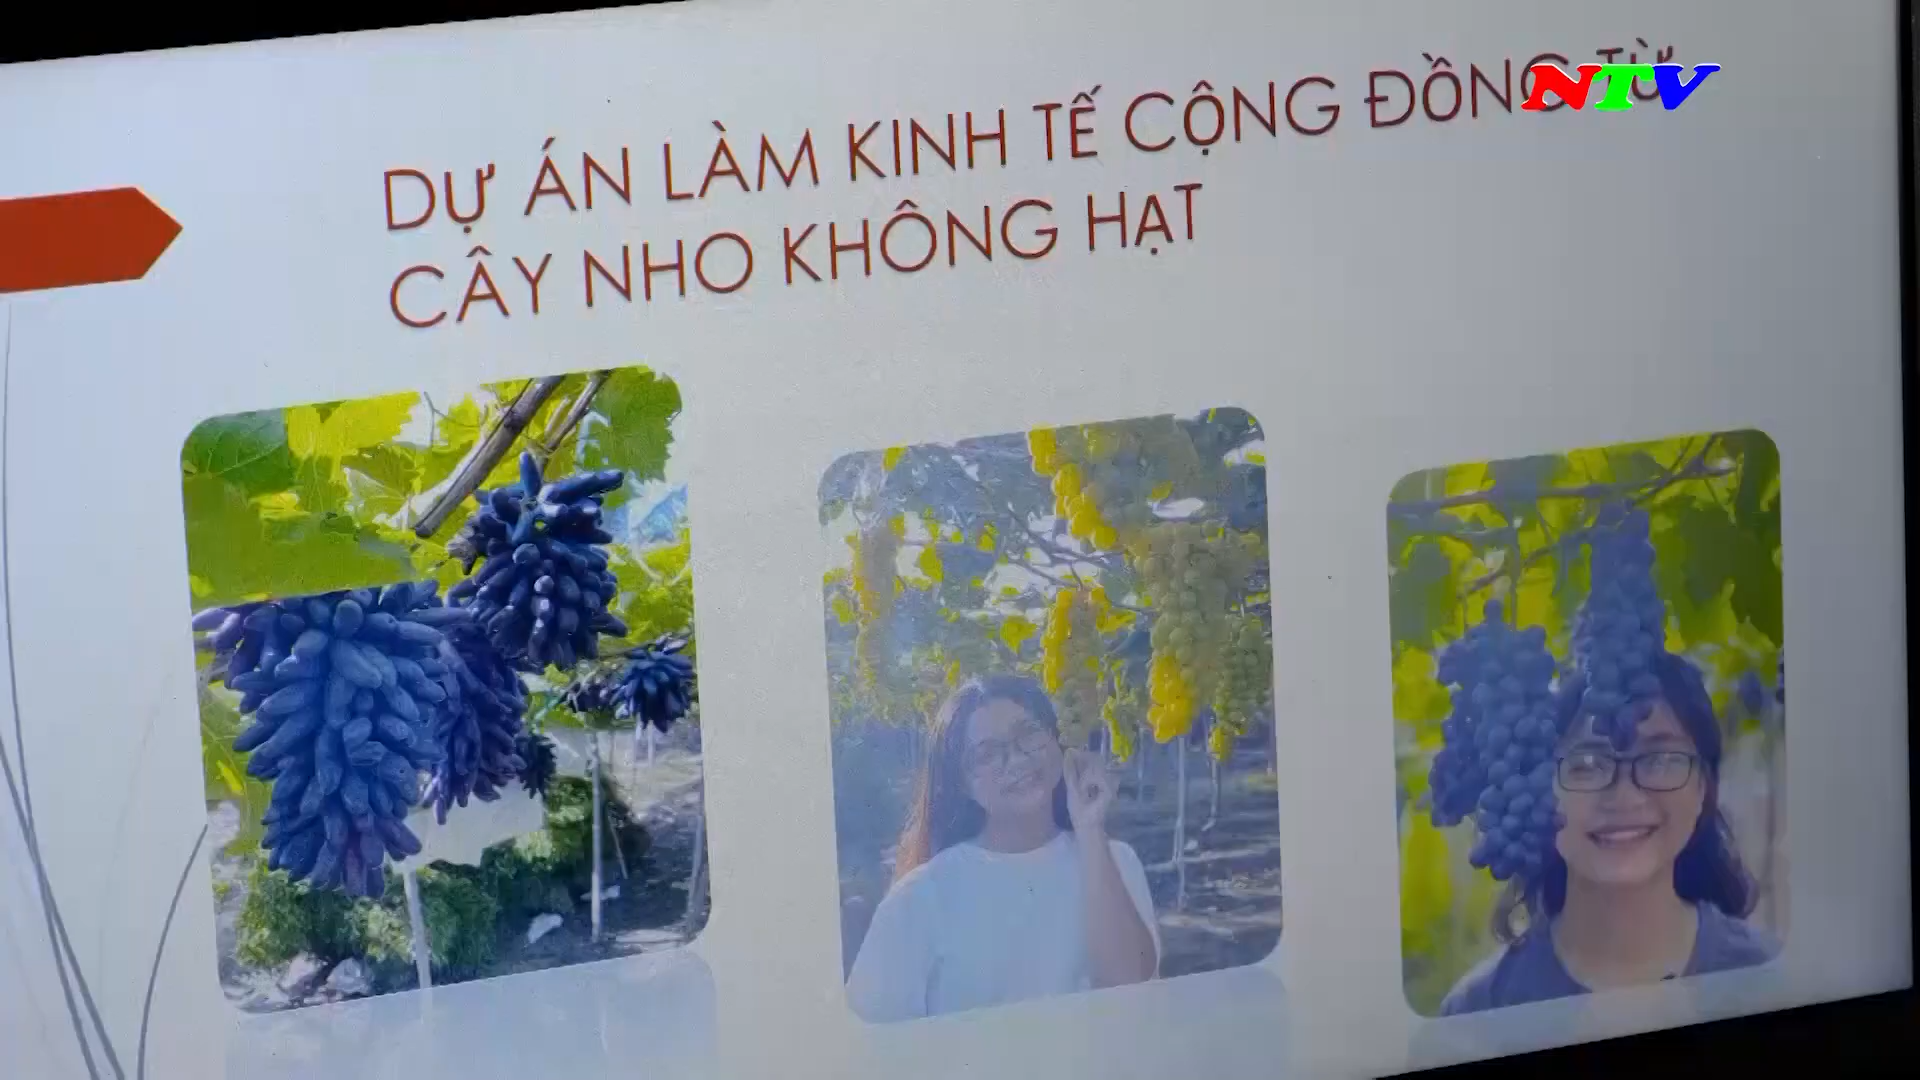 NTV
DỰ ÁN LÀM KINH TẾ CỘNG ĐỒNG TỪ
CÂY NHO KHÔNG HẠT